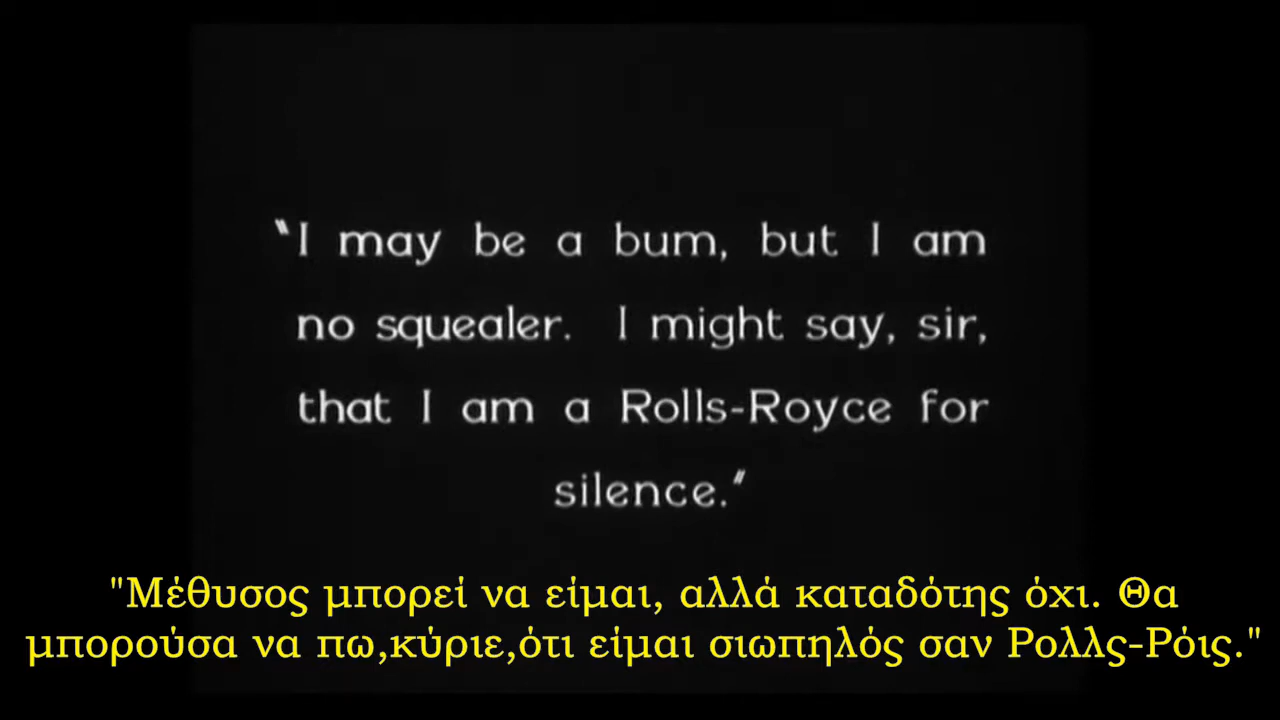 "I may be a bum, but I am
no squealer. I might say, sir,
that I am a Rolls-Royce for
silence."
"Μέθυσος μπορεί να είμαι, αλλά καταδότης όχι. Θα
μπορούσα να πω,κύριε,ότι είμαι σιωπηλός σαν Ρολλς-Ρόις."